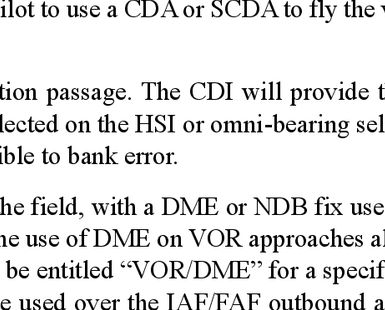 ilot to use a CDA or SCDA to fly the
tion passage. The CDI will provide
lected on the HSI or omni-bearing sel
ible to bank error.
he field, with a DME or NDB fix use
ne use of DME on VOR approaches al
be entitled “VOR/DME” for a specif
e used over the IAF/FAF outbound a